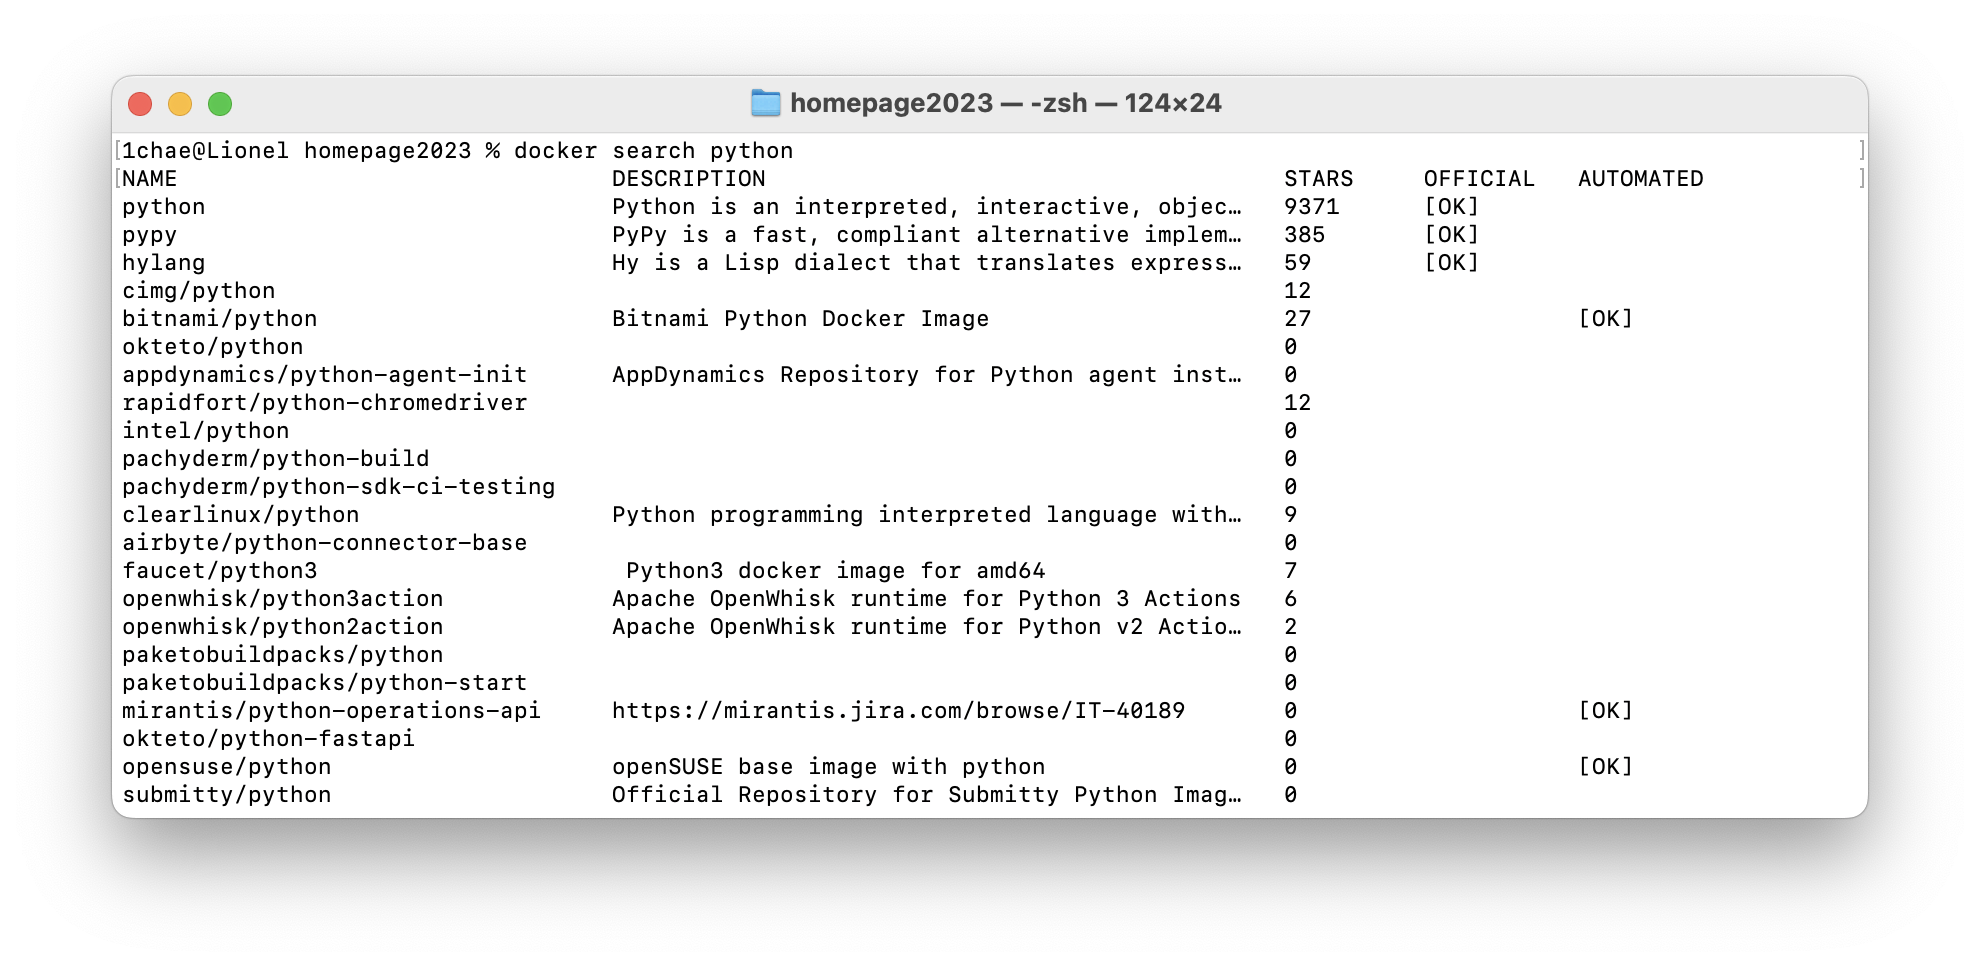 homepage2023 — -zsh — 124×24
1chae@Lionel homepage2023 % docker search python
NAME DESCRIPTION STARS OFFICIAL AUTOMATED
python Python is an interpreted, interactive, objec… 9371 [OK]
pypy PyPy is a fast, compliant alternative implem… 385 [OK]
hylang Hy is a Lisp dialect that translates express… 59 [OK]
cimg/python 12
bitnami/python Bitnami Python Docker Image 27 [OK]
okteto/python 0
appdynamics/python-agent-init AppDynamics Repository for Python agent inst… 0
rapidfort/python-chromedriver 12
intel/python 0
pachyderm/python-build 0
pachyderm/python-sdk-ci-testing 0
clearlinux/python Python programming interpreted language with… 9
airbyte/python-connector-base 0
faucet/python3 Python3 docker image for amd64 7
openwhisk/python3action Apache OpenWhisk runtime for Python 3 Actions 6
openwhisk/python2action Apache OpenWhisk runtime for Python v2 Actio… 2
paketobuildpacks/python 0
paketobuildpacks/python-start 0
mirantis/python-operations-api https://mirantis.jira.com/browse/IT-40189 0 [OK]
okteto/python-fastapi 0
opensuse/python openSUSE base image with python 0 [OK]
submitty/python Official Repository for Submitty Python Imag… 0